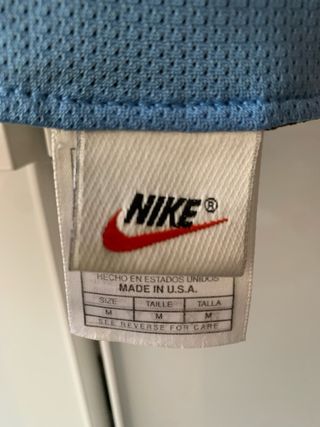 NIKE®
HECHO EN ESTADOS UNIDOS
MADE IN U.S.A.
SIZE TAILLE TALLA
M M M
SEE REVERSE FOR CARE